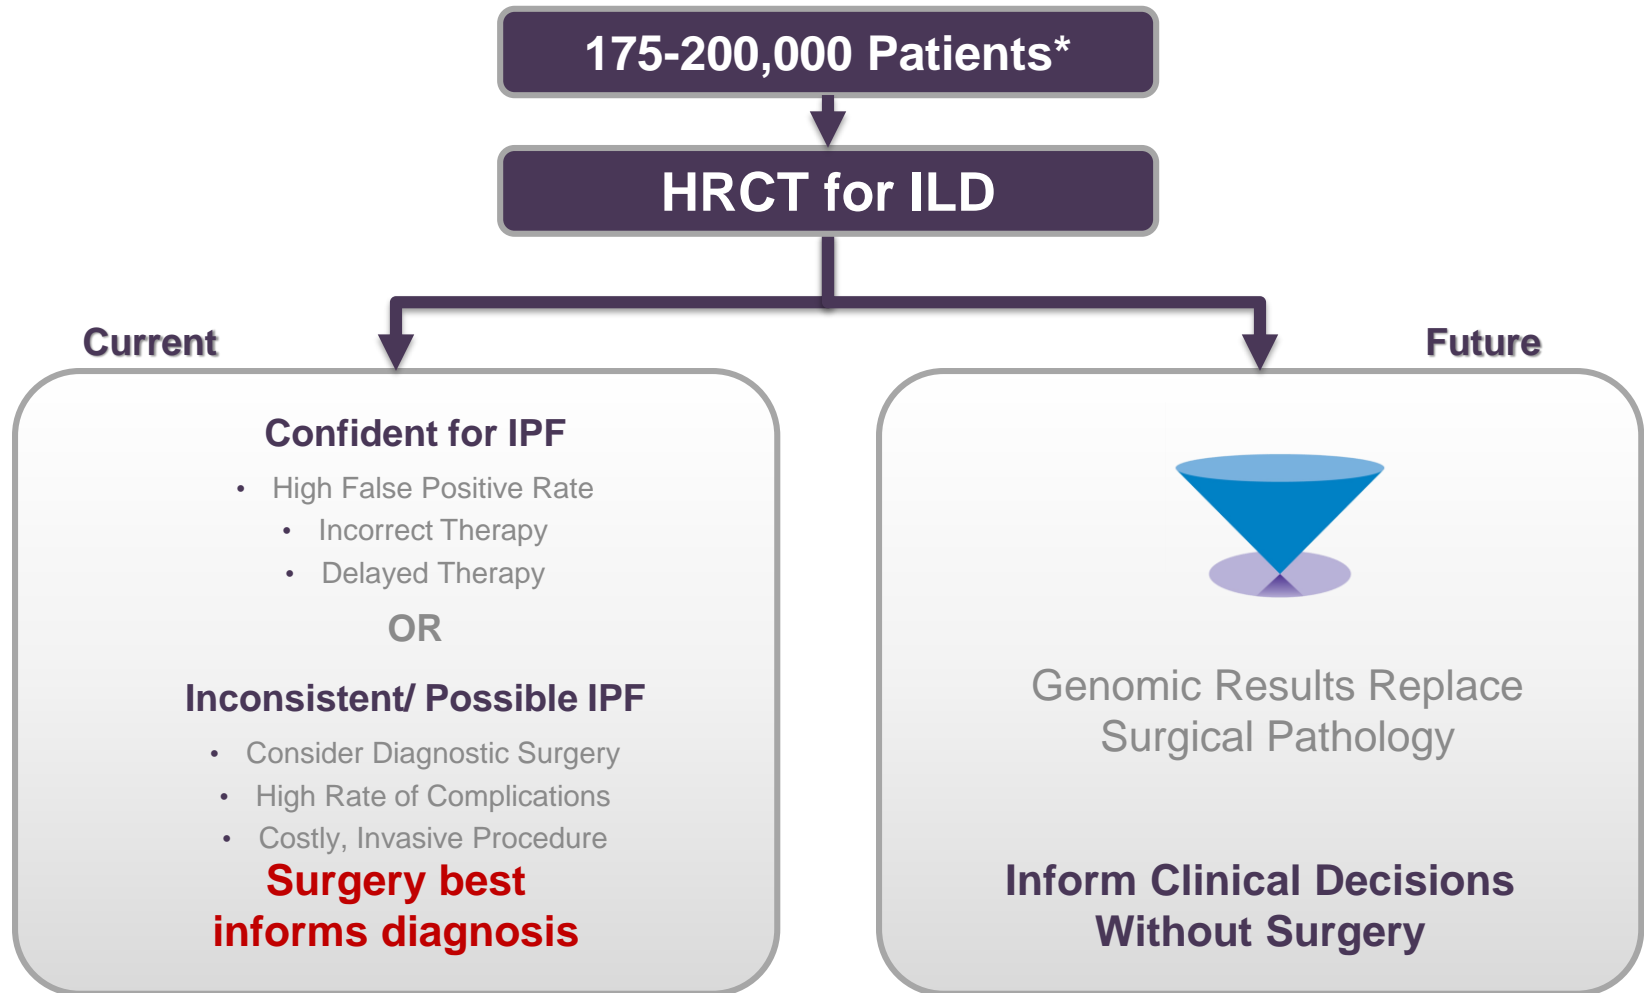 175-200,000 Patients*
HRCT for ILD
Current
Confident for IPF
• High False Positive Rate
• Incorrect Therapy
• Delayed Therapy
OR
Inconsistent/ Possible IPF
• Consider Diagnostic Surgery
• High Rate of Complications
• Costly, Invasive Procedure
Surgery best
informs diagnosis
Future
Genomic Results Replace
Surgical Pathology
Inform Clinical Decisions
Without Surgery